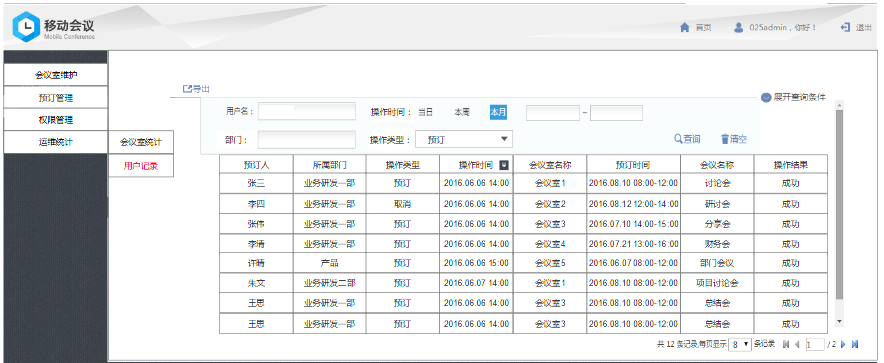 移动会议
Mobile Conference
首页 025admin，你好！ 退出
会议室维护
预订管理
权限管理
运维统计
会议室统计
用户记录
导出
展开查询条件
用户名： 操作时间： 当日 本周 本月 –
部门： 操作类型： 预订 查询 清空
预订人 所属部门 操作类型 操作时间 会议室名称 预订时间 会议名称 操作结果
张三 业务研发一部 预订 2016.06.06 14:00 会议室1 2016.08.10 08:00-12:00 讨论会 成功
李四 业务研发一部 取消 2016.06.06 14:00 会议室2 2016.08.12 12:00-14:00 研讨会 成功
张伟 业务研发一部 预订 2016.06.06 14:00 会议室3 2016.07.10 14:00-15:00 分享会 成功
李晴 业务研发一部 预订 2016.06.06 14:00 会议室4 2016.07.21 13:00-16:00 财务会 成功
许晴 产品 预订 2016.06.06 15:00 会议室5 2016.06.07 08:00-12:00 部门会议 成功
朱文 业务研发二部 预订 2016.06.07 14:00 会议室1 2016.08.10 08:00-12:00 项目讨论会 成功
王思 业务研发一部 预订 2016.06.06 14:00 会议室3 2016.08.10 08:00-12:00 总结会 成功
王思 业务研发一部 预订 2016.06.06 14:00 会议室3 2016.08.10 08:00-12:00 总结会 成功
共 12 条记录,每页显示 8 条记录 1 / 2